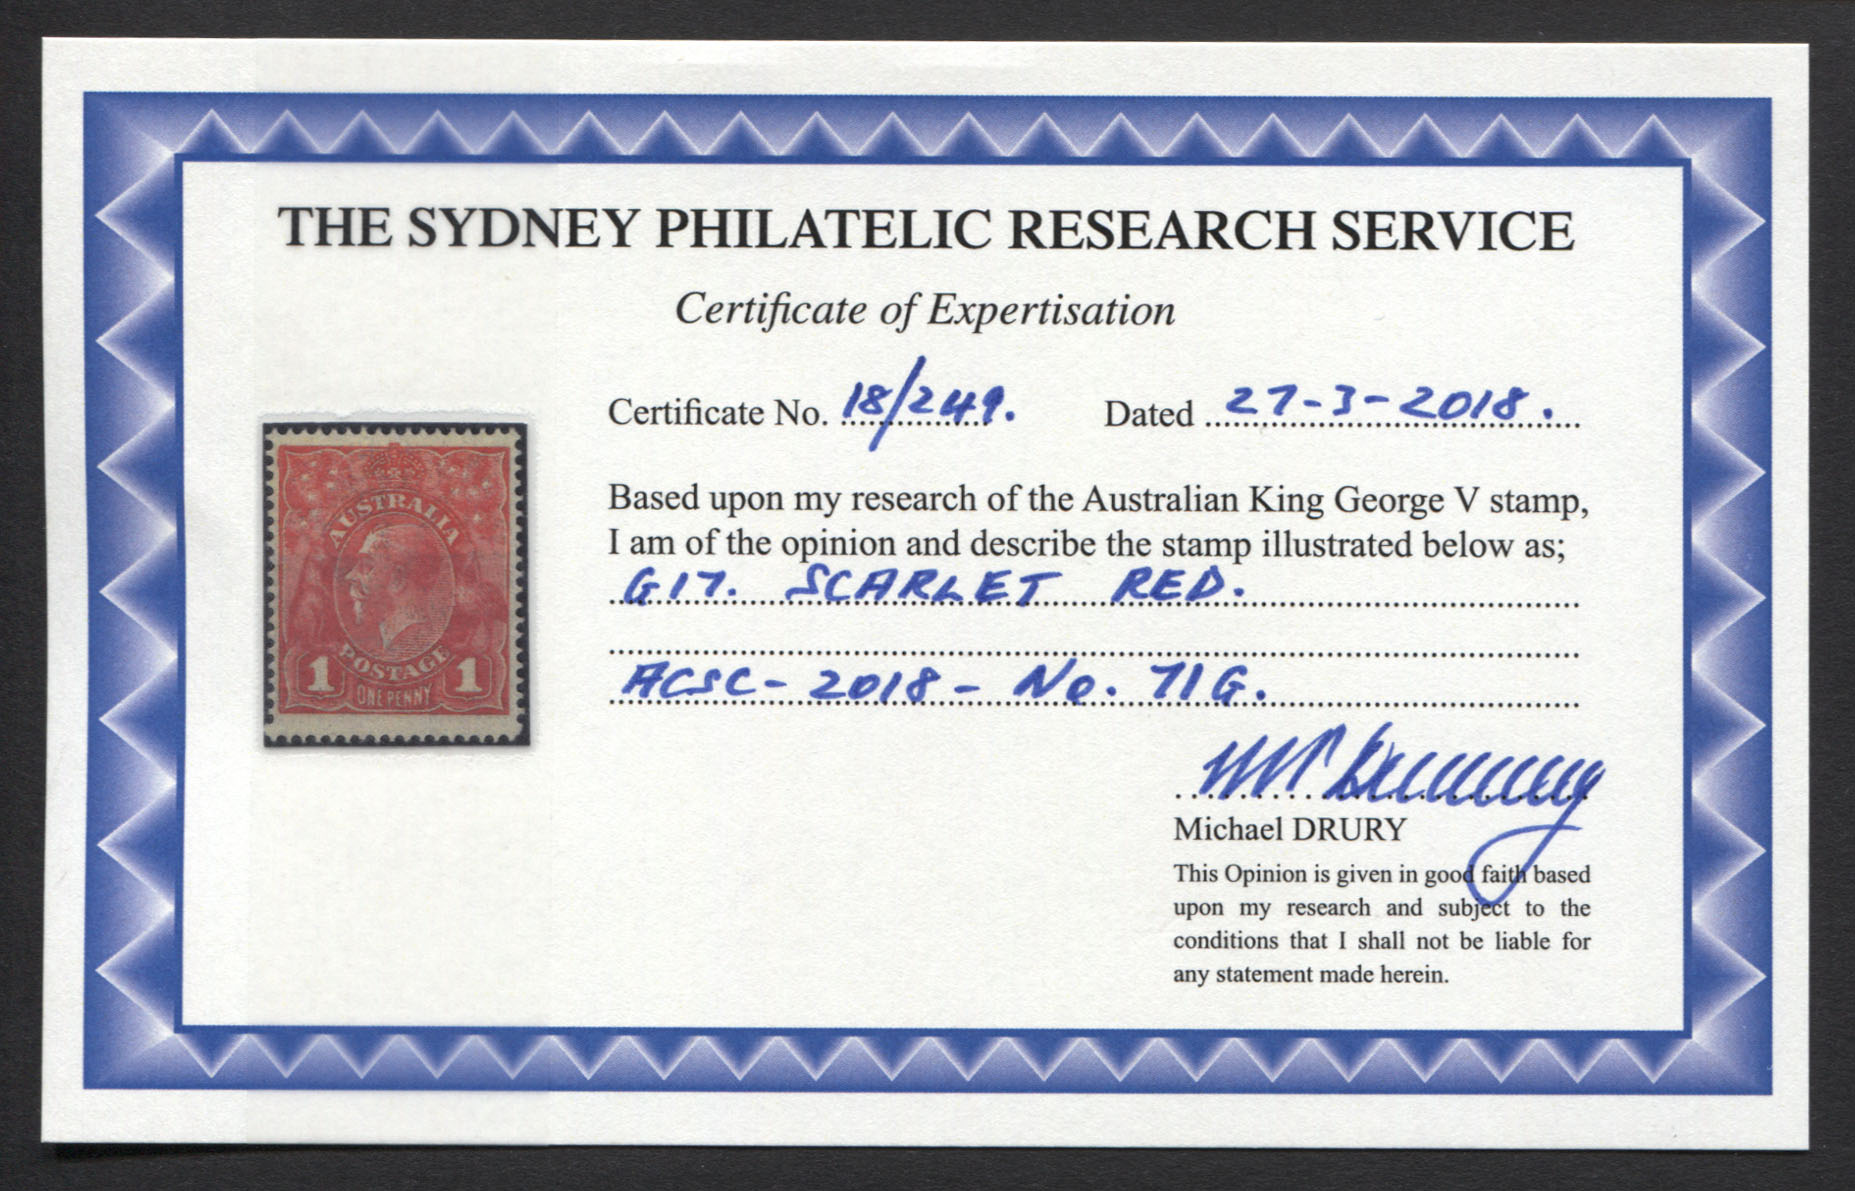 THE SYDNEY PHILATELIC RESEARCH SERVICE
Certificate of Expertisation
Certificate No. 18/249. Dated 27-3-2018.
Based upon my research of the Australian King George V stamp,
I am of the opinion and describe the stamp illustrated below as;
G17. SCARLET RED.
ACSC- 2018 - No. 71G.
AUSTRALIA
POSTAGE
1 ONE PENNY 1
Michael DRURY
This Opinion is given in good faith based
upon my research and subject to the
conditions that I shall not be liable for
any statement made herein.